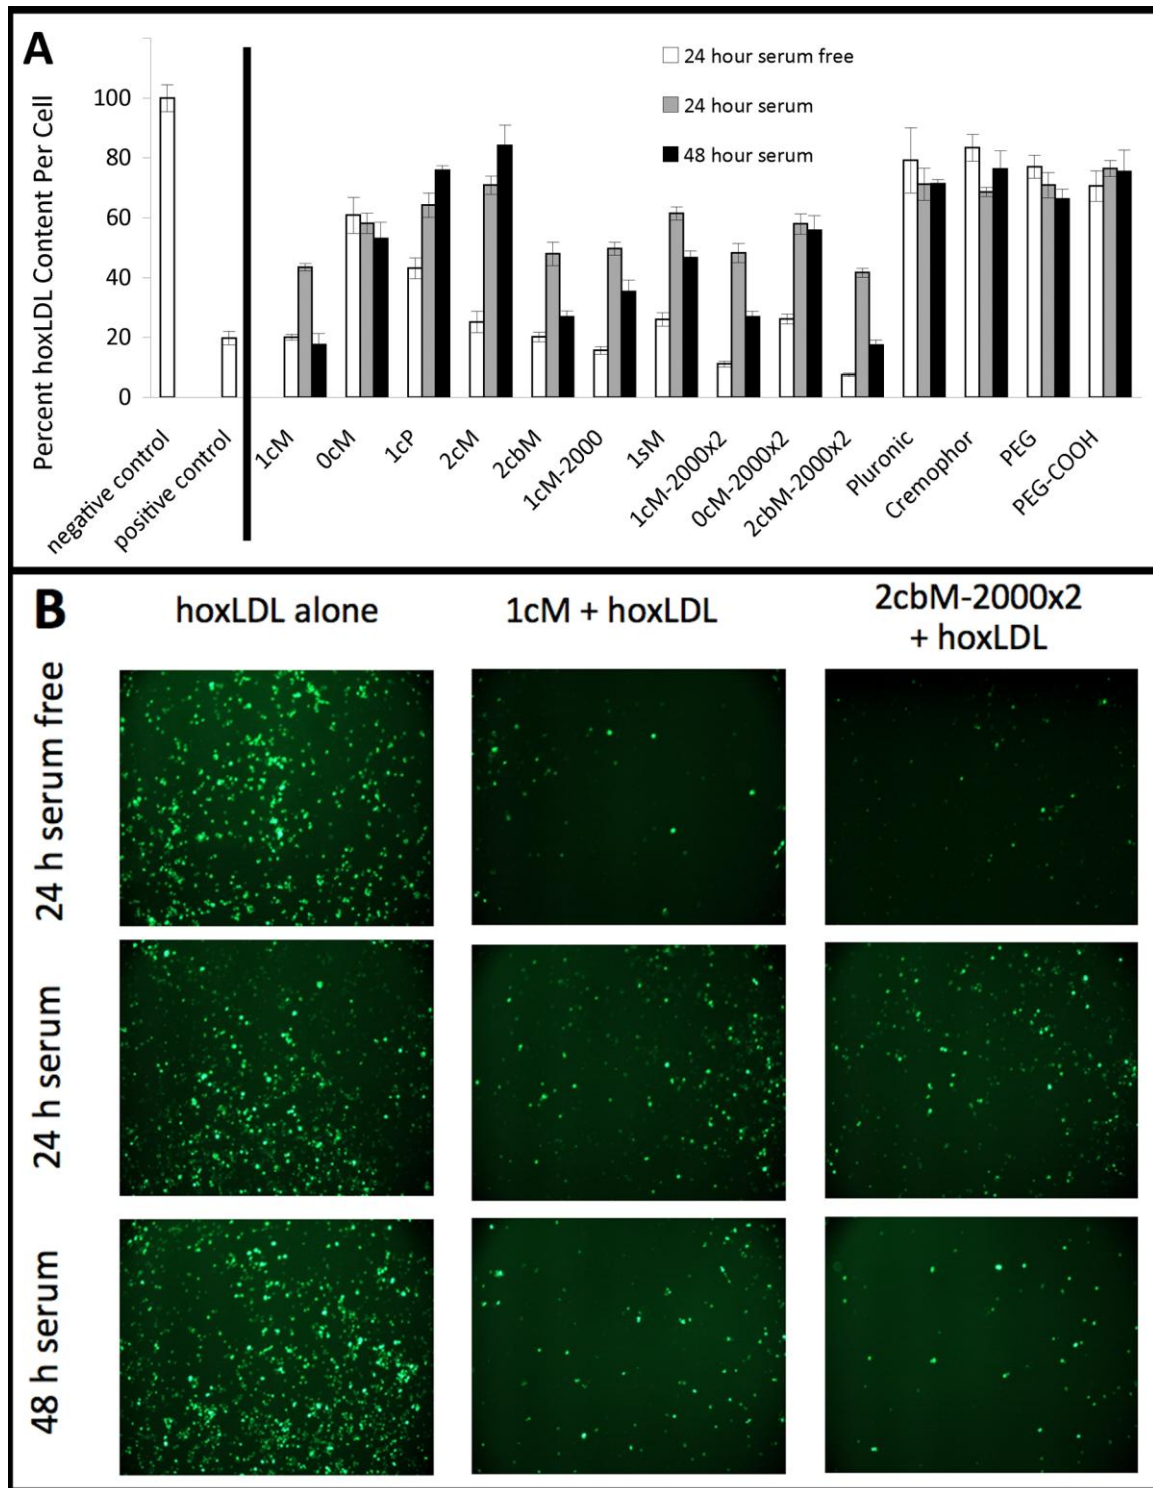 A
Percent hoxLDL Content Per Cell
100
80
60
40
20
0
24 hour serum free
24 hour serum
48 hour serum
negative control
positive control
1cM
0cM
1cP
2cM
2cbM
1cM-2000
1sM
1cM-2000x2
0cM-2000x2
2cbM-2000x2
Pluronic
Cremophor
PEG
PEG-COOH
B
hoxLDL alone
1cM + hoxLDL
2cbM-2000x2
+ hoxLDL
24 h serum free
24 h serum
48 h serum